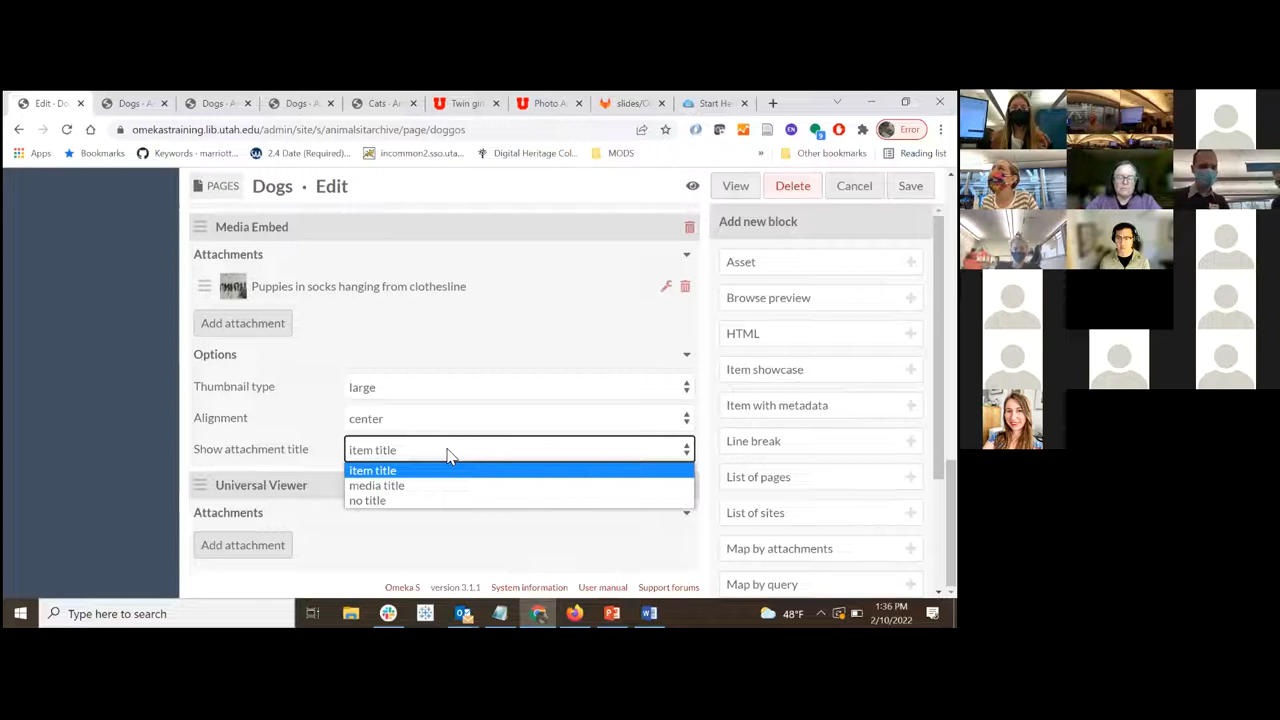 Edit - Do
Dogs - A
Dogs - A
Dogs - A
Cats - A
Twin gi
Photo A
slides/O
Start He
omekastraining.lib.utah.edu/admin/site/s/animalsitarchive/page/doggos
Error
Apps
Bookmarks
Keywords - marriott...
2.4 Date (Required)...
incommon2.sso.uta...
Digital Heritage Col...
MODS
»
Other bookmarks
Reading list
PAGES
Dogs · Edit
View
Delete
Cancel
Save
Media Embed
Attachments
Puppies in socks hanging from clothesline
Add attachment
Options
Thumbnail type
large
Alignment
center
Show attachment title
item title
item title
media title
no title
Universal Viewer
Attachments
Add attachment
Omeka S
version 3.1.1
System information
User manual
Support forums
Add new block
Asset
Browse preview
HTML
Item showcase
Item with metadata
Line break
List of pages
List of sites
Map by attachments
Map by query
Type here to search
48°F
1:36 PM
2/10/2022